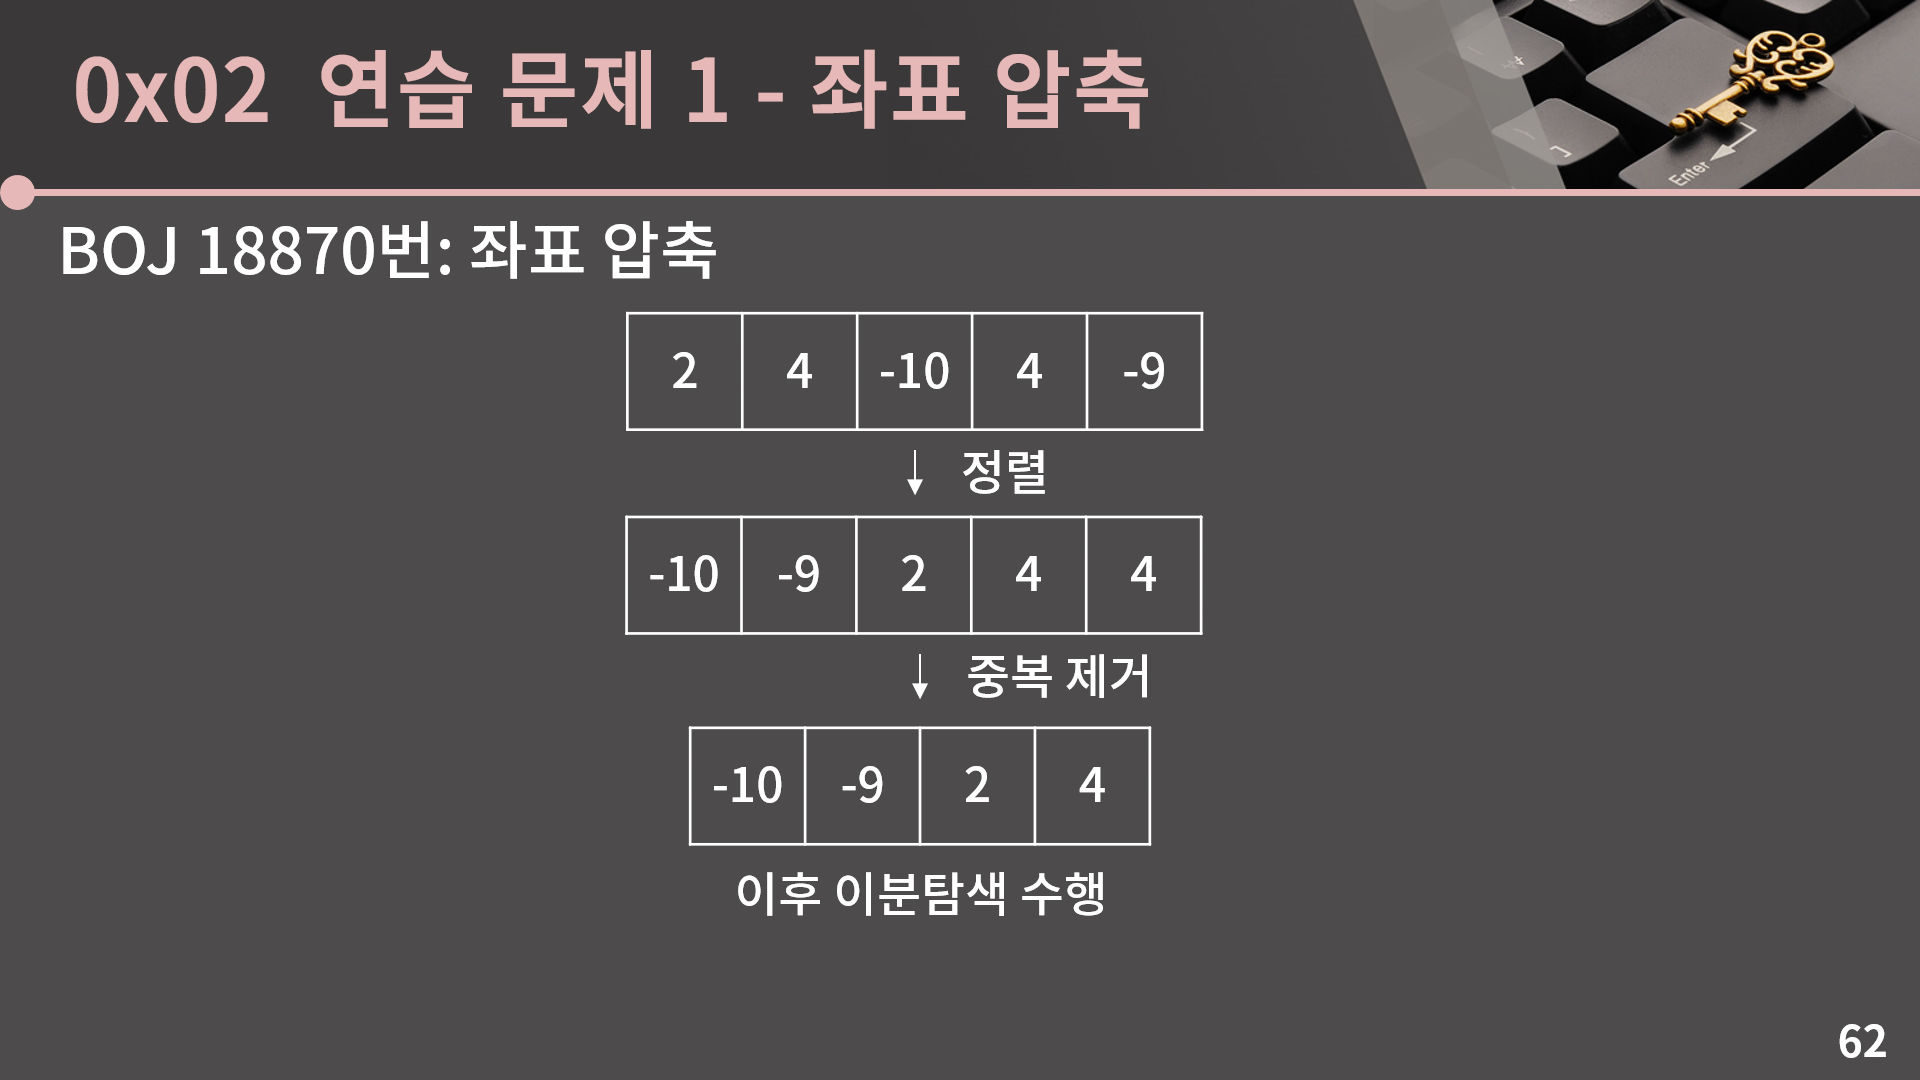 0x02 연습 문제 1 - 좌표 압축
Enter
BOJ 18870번: 좌표 압축
2 4 -10 4 -9
정렬
-10 -9 2 4 4
중복 제거
-10 -9 2 4
이후 이분탐색 수행
62